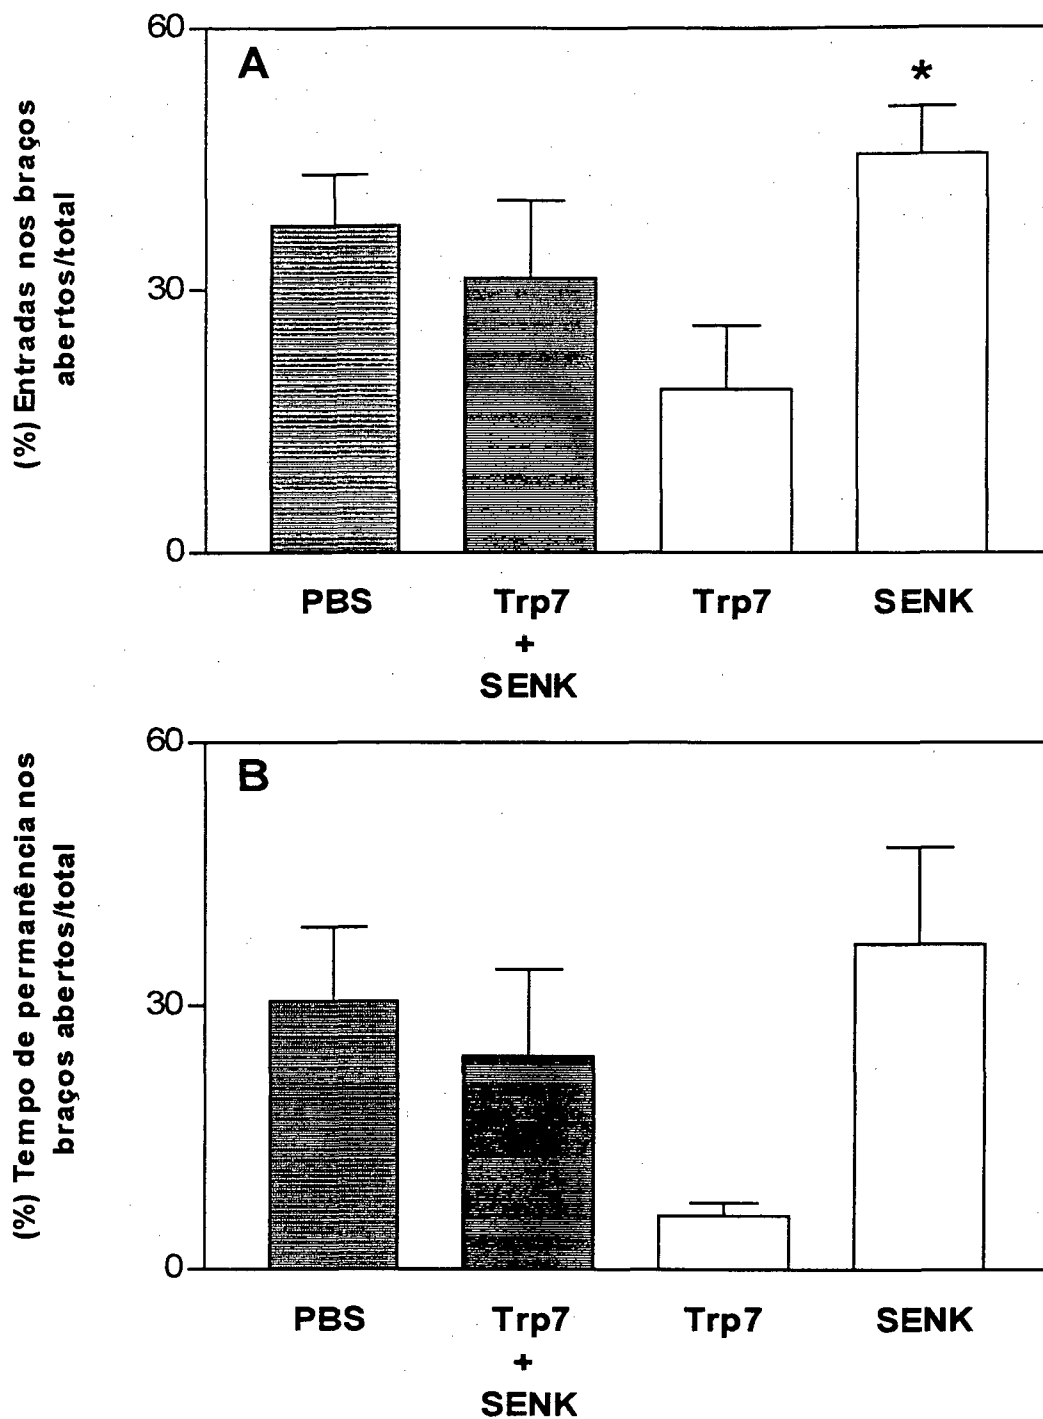 60
A
*
30
0
(%) Entradas nos braços
abertos/total
PBS
Trp7
+
SENK
Trp7
SENK
60
B
30
0
(%) Tempo de permanência nos
braços abertos/total
PBS
Trp7
+
SENK
Trp7
SENK